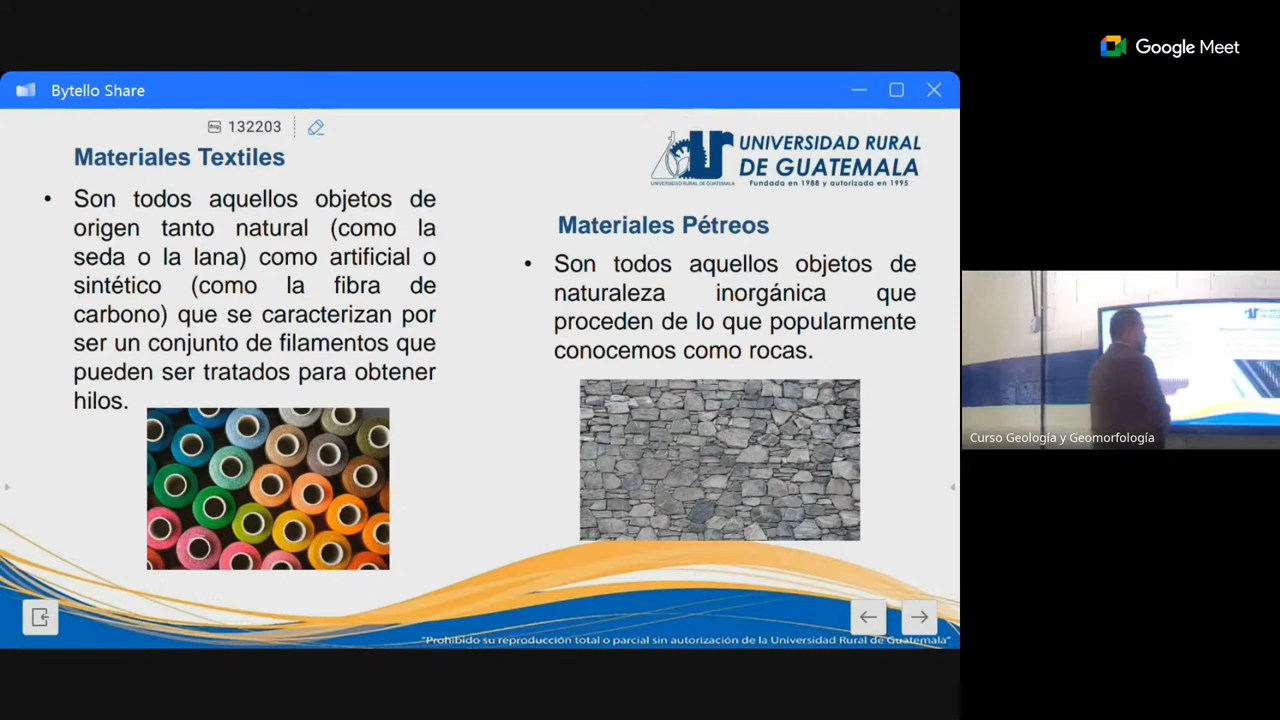 Google Meet
Bytello Share
132203
Materiales Textiles
• Son todos aquellos objetos de
origen tanto natural (como la
seda o la lana) como artificial o
sintético (como la fibra de
carbono) que se caracterizan por
ser un conjunto de filamentos que
pueden ser tratados para obtener
hilos.
UNIVERSIDAD RURAL
DE GUATEMALA
Fundada en 1988 y autorizada en 1995
UNIVERSIDAD RURAL DE GUATEMALA
Materiales Pétreos
• Son todos aquellos objetos de
naturaleza inorgánica que
proceden de lo que popularmente
conocemos como rocas.
"Prohibido su reproducción total o parcial sin autorización de la Universidad Rural de Guatemala"
Curso Geología y Geomorfología